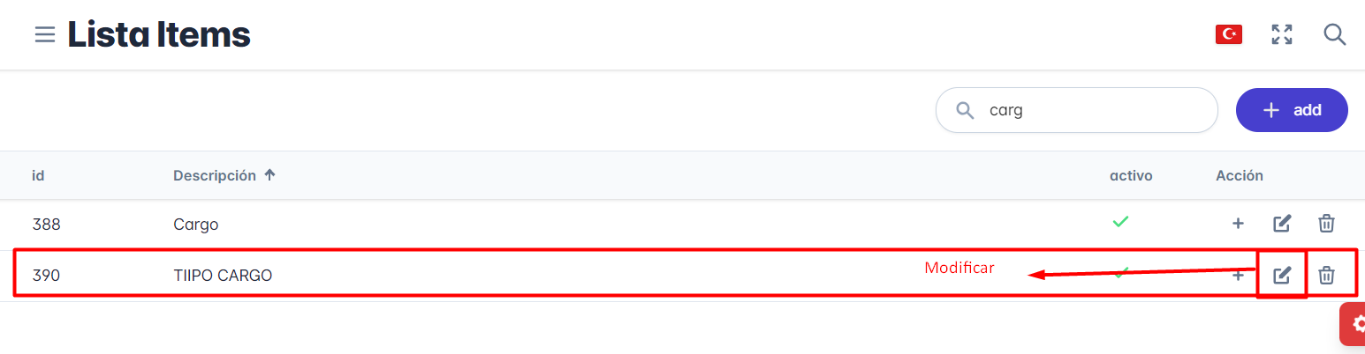 Lista Items
carg
+ add
id Descripción ↑ activo Acción
388 Cargo
390 TIIPO CARGO Modificar